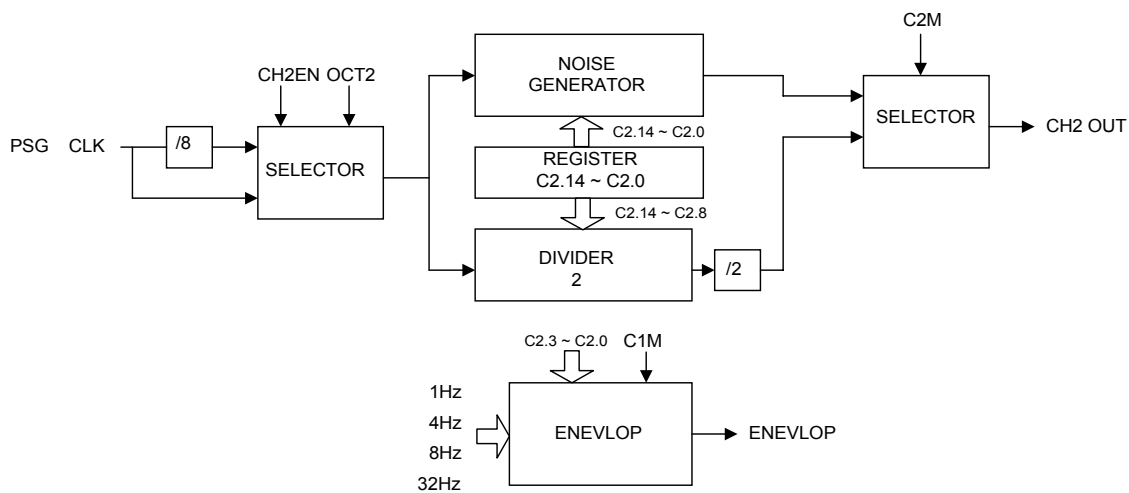 C2M
NOISE
GENERATOR
CH2EN OCT2
SELECTOR
C2.14 ~ C2.0
CH2 OUT
PSG CLK
/8
SELECTOR
REGISTER
C2.14 ~ C2.0
C2.14 ~ C2.8
DIVIDER
2
/2
C2.3 ~ C2.0
C1M
1Hz
4Hz
8Hz
32Hz
ENEVLOP
ENEVLOP